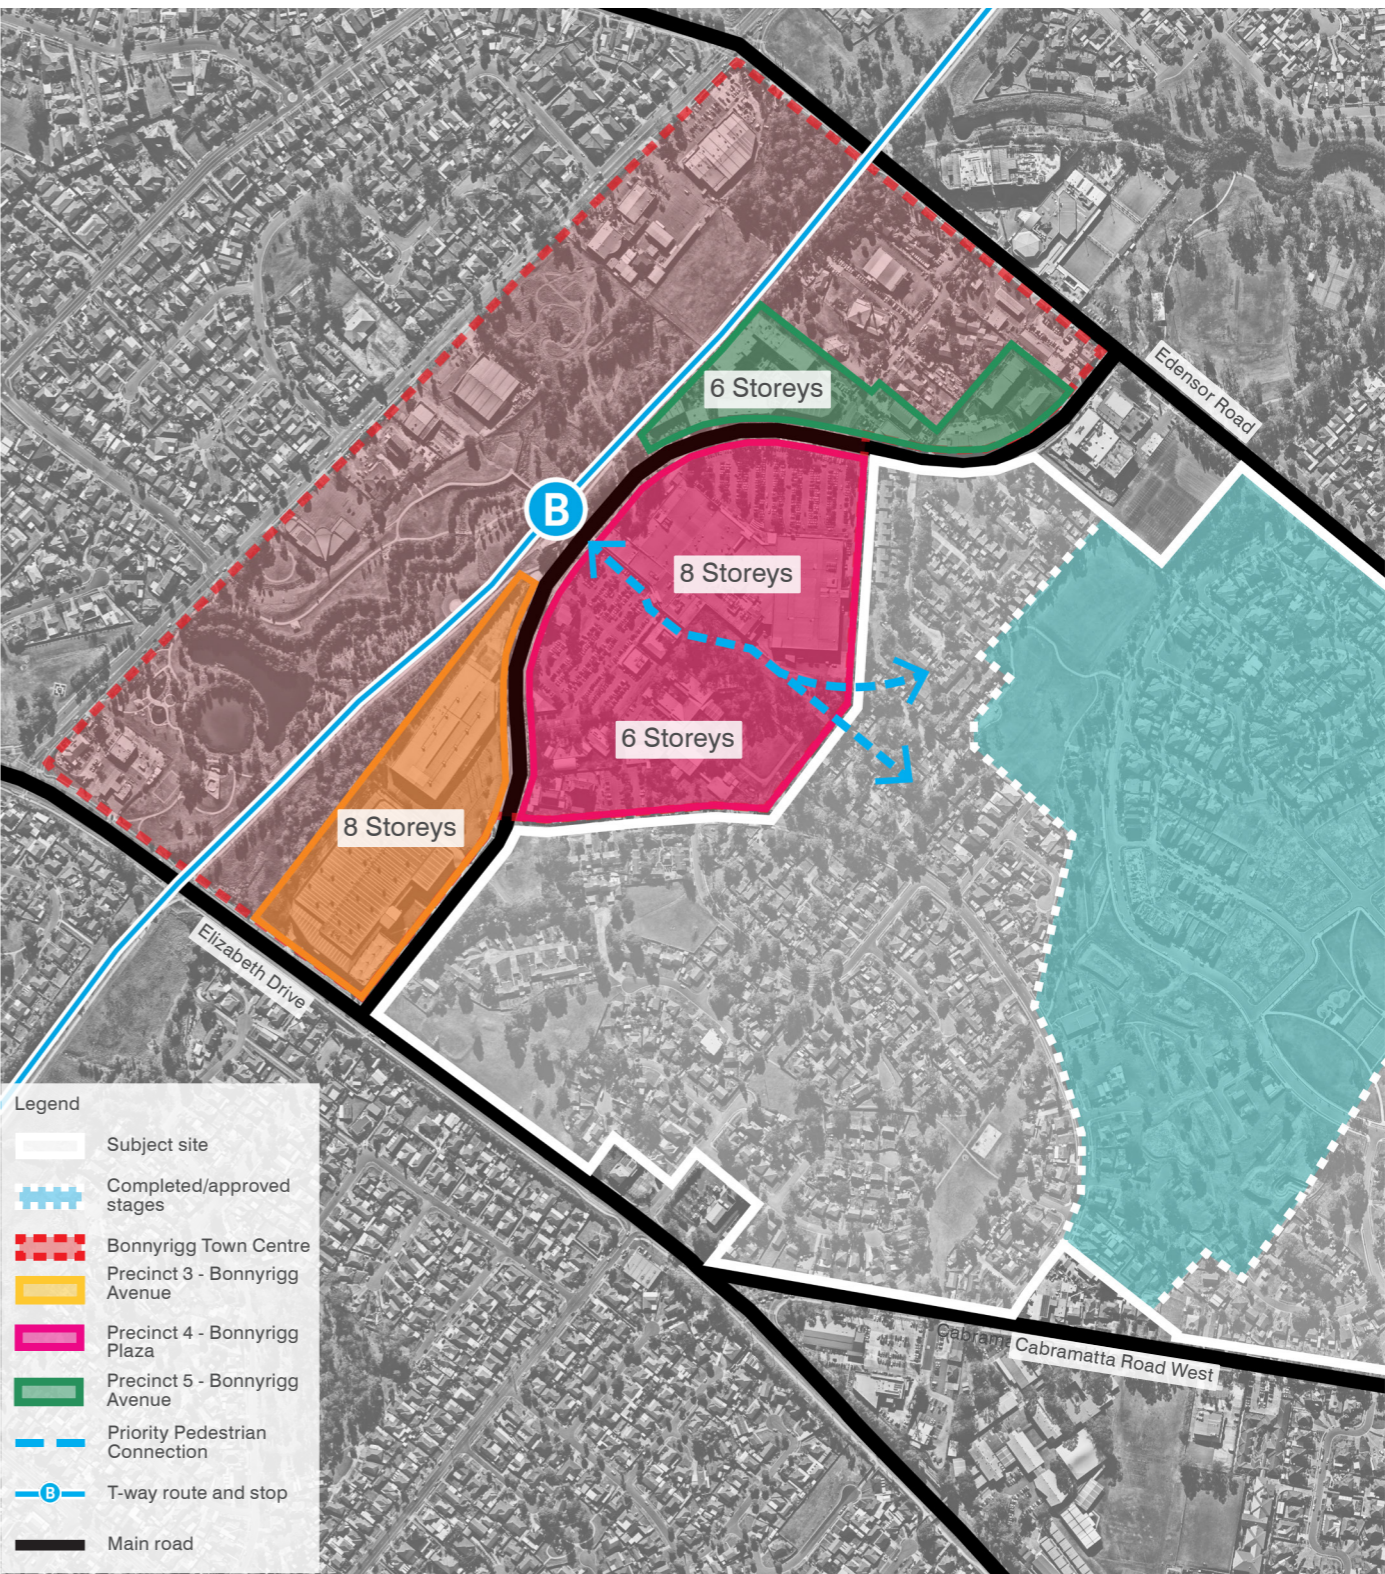 Edensor Road
6 Storeys
B
8 Storeys
6 Storeys
8 Storeys
Elizabeth Drive
Cabrama
Cabramatta Road West
Legend
Subject site
Completed/approved
stages
Bonnyrigg Town Centre
Precinct 3 - Bonnyrigg
Avenue
Precinct 4 - Bonnyrigg
Plaza
Precinct 5 - Bonnyrigg
Avenue
Priority Pedestrian
Connection
B
T-way route and stop
Main road